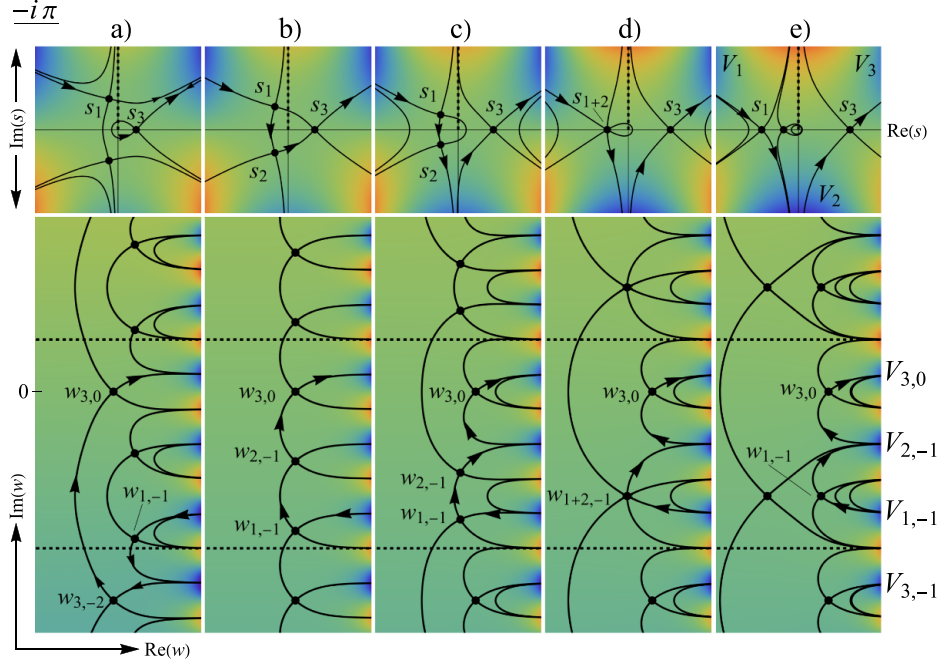 -iπ
a) b) c) d) e)
Im(s)
s1 s3
s1 s2 s3
s1 s2 s3
s1+2 s3
V1 s1 V3 V2
Re(s)
0
Im(w)
w3,0 w1,-1 w3,-2
w3,0 w2,-1 w1,-1
w3,0 w2,-1 w1,-1
w3,0 w1+2,-1
w3,0 w1,-1
V3,0
V2,-1
V1,-1
V3,-1
Re(w)